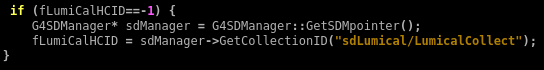 if (fLumiCalHCID==-1) {
G4SDManager* sdManager = G4SDManager::GetSDMpointer();
fLumiCalHCID = sdManager->GetCollectionID("sdLumical/LumicalCollect");
}